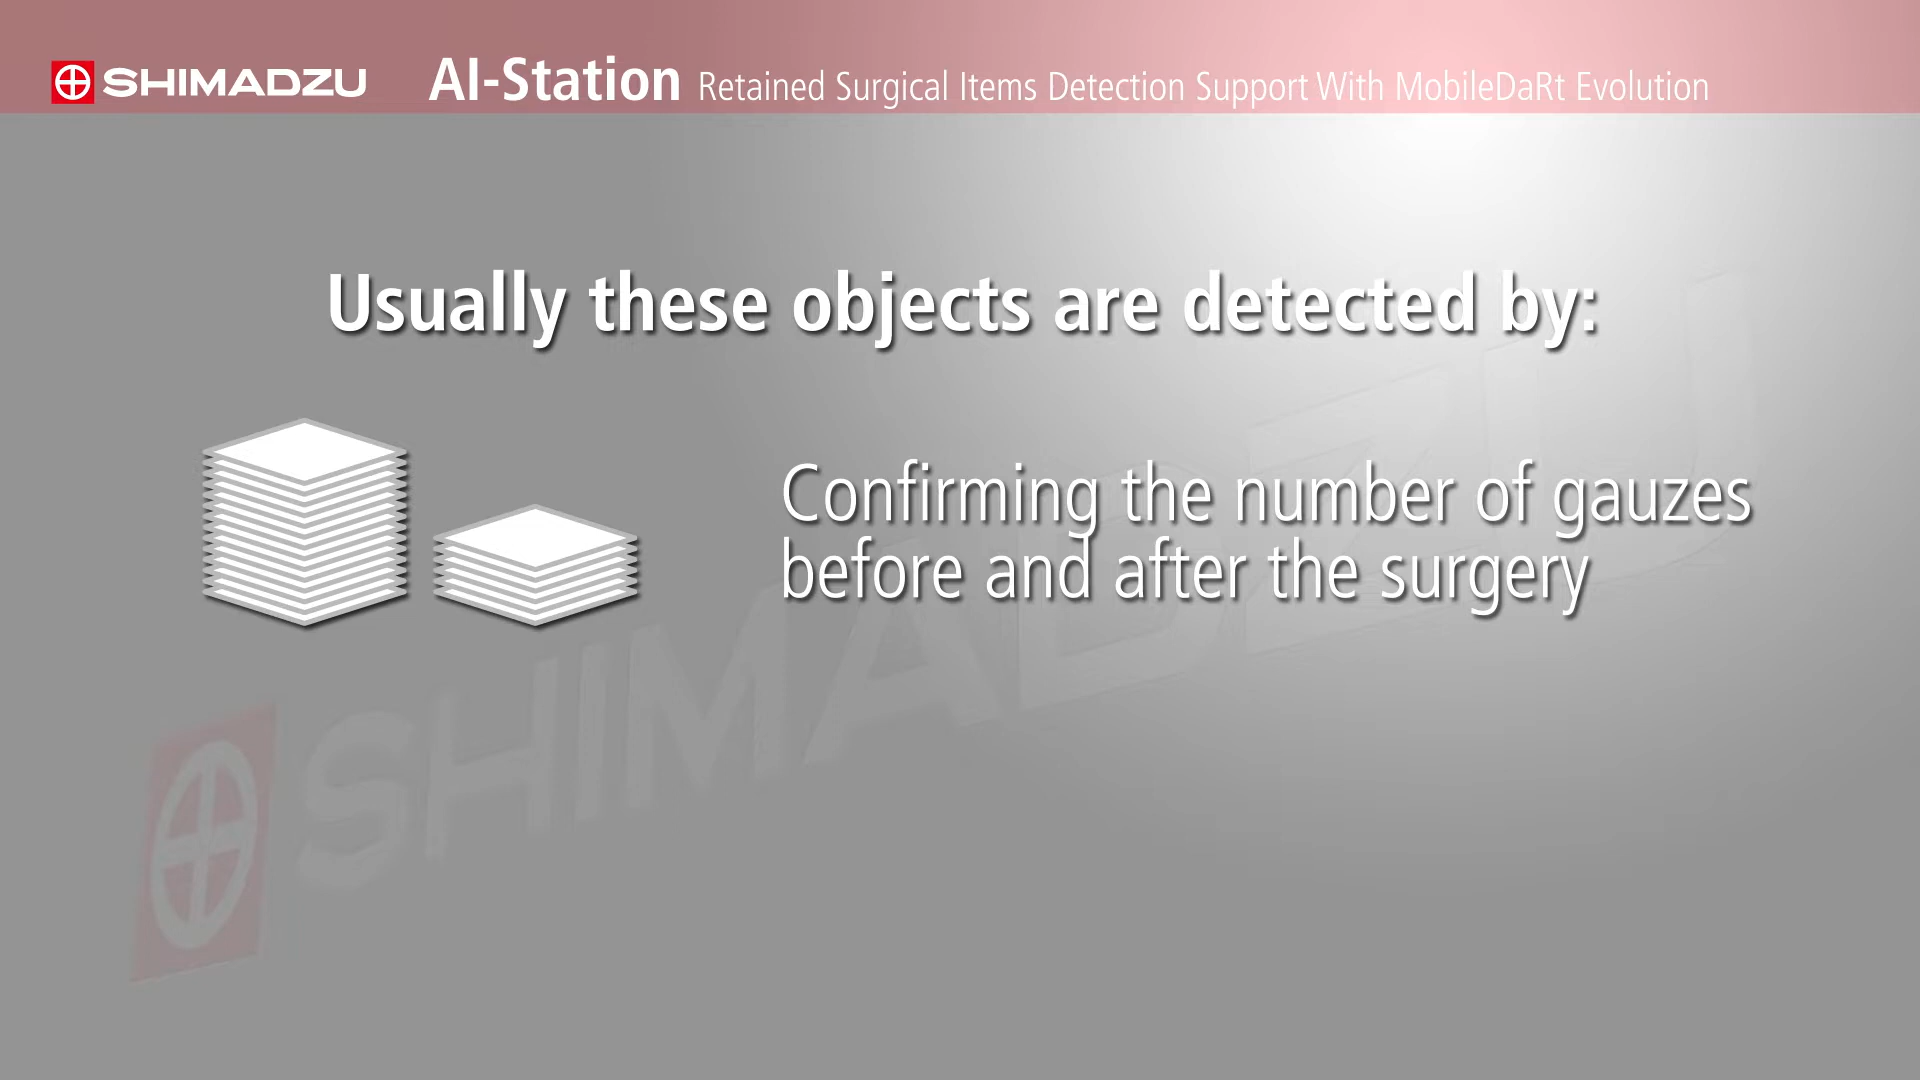 SHIMADZU AI-Station Retained Surgical Items Detection Support With MobileDaRt Evolution
Usually these objects are detected by:
Confirming the number of gauzes
before and after the surgery
SHIMADZU